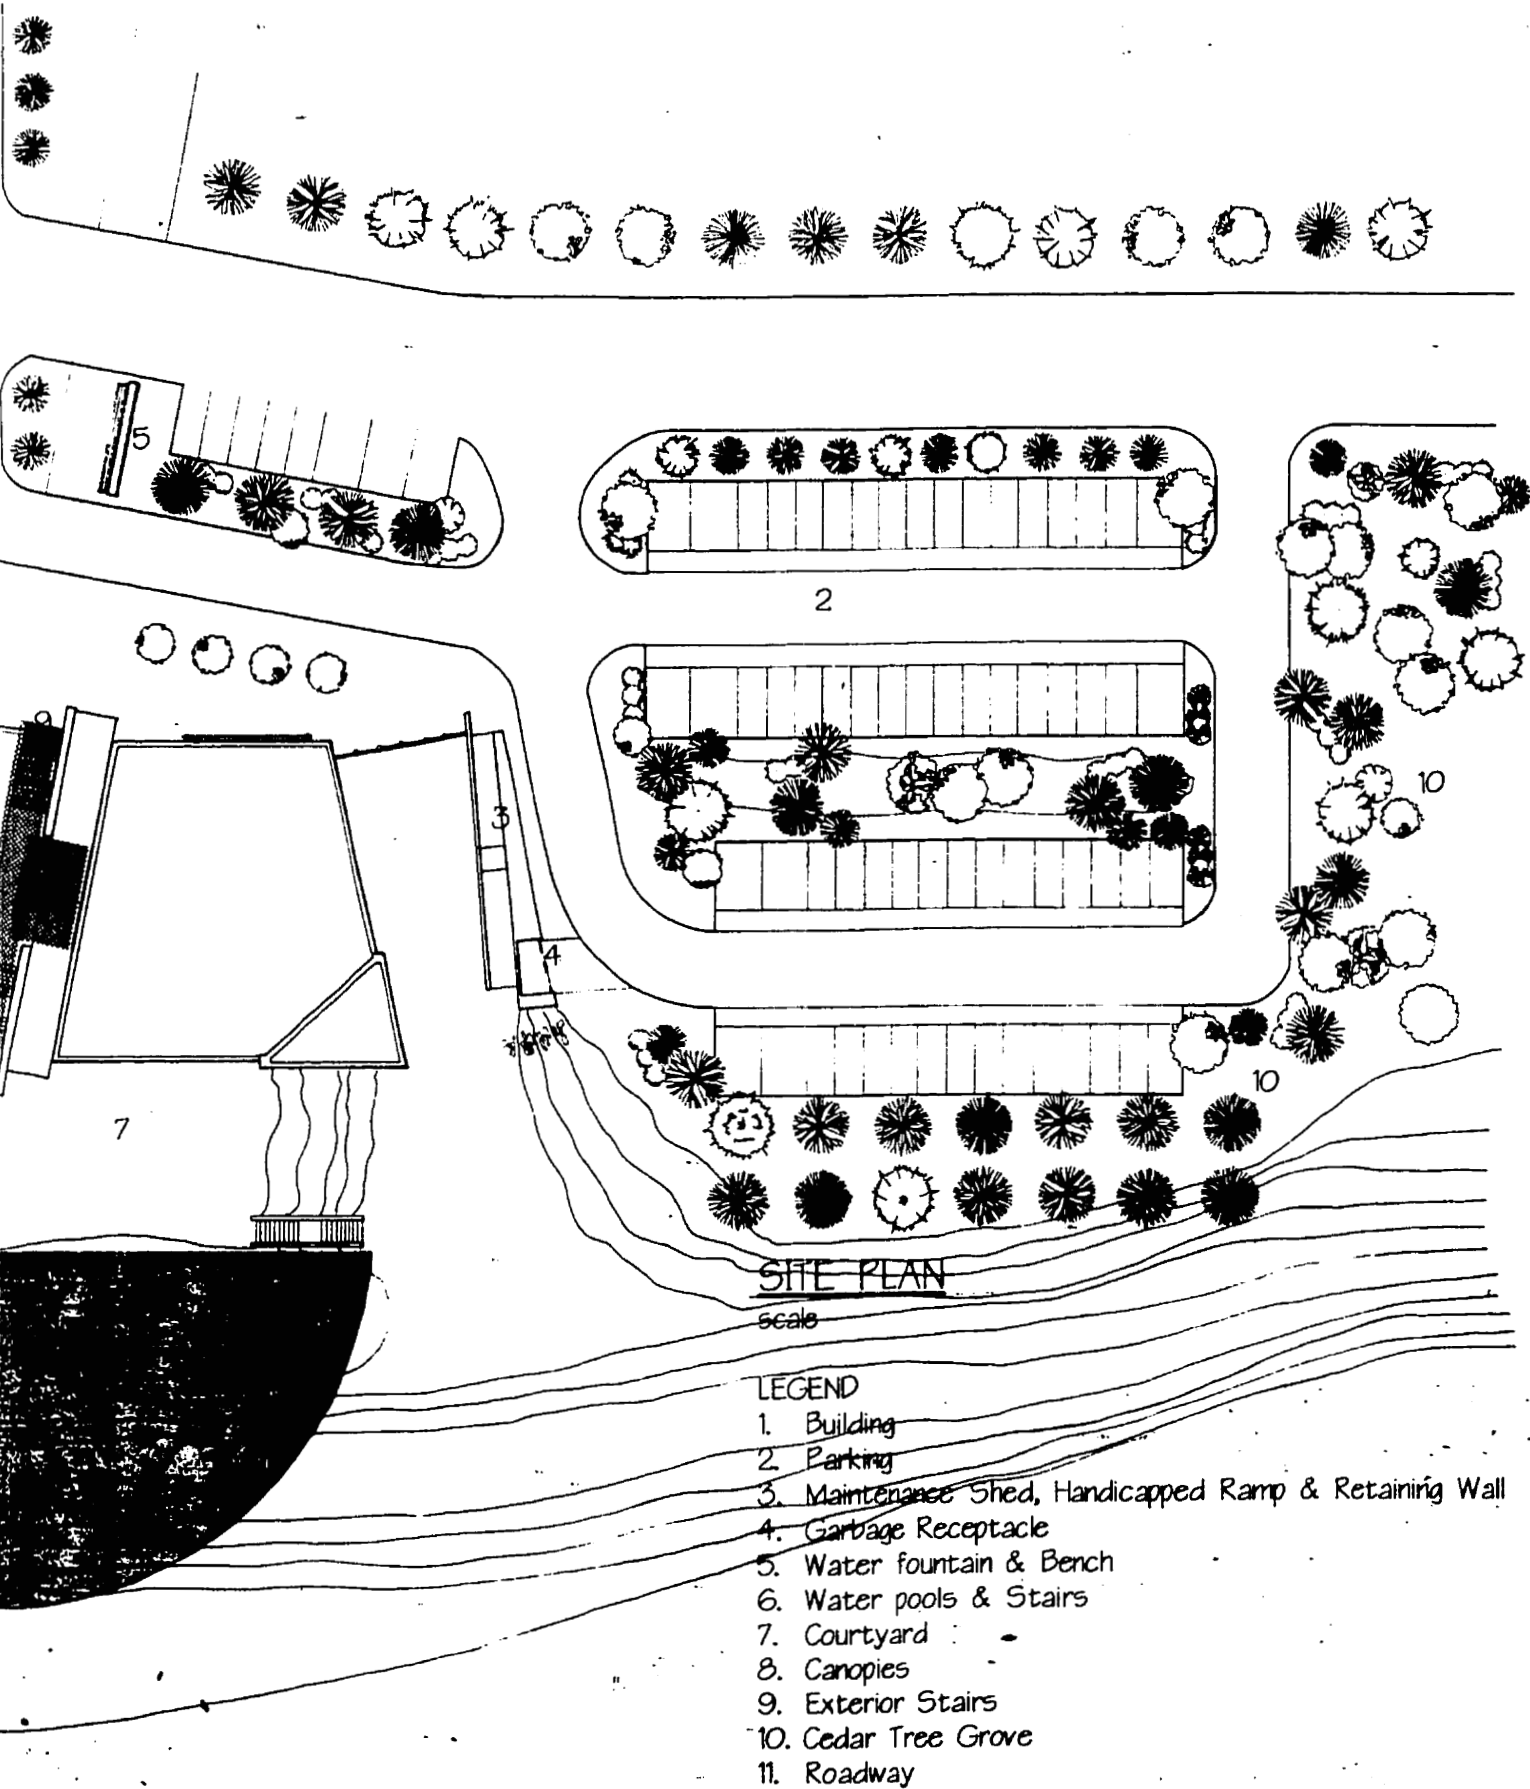 5
2
3
10
4
10
7
SITE PLAN
scale
LEGEND
1. Building
2. Parking
3. Maintenance Shed, Handicapped Ramp & Retaining Wall
4. Garbage Receptacle
5. Water fountain & Bench
6. Water pools & Stairs
7. Courtyard
8. Canopies
9. Exterior Stairs
10. Cedar Tree Grove
11. Roadway